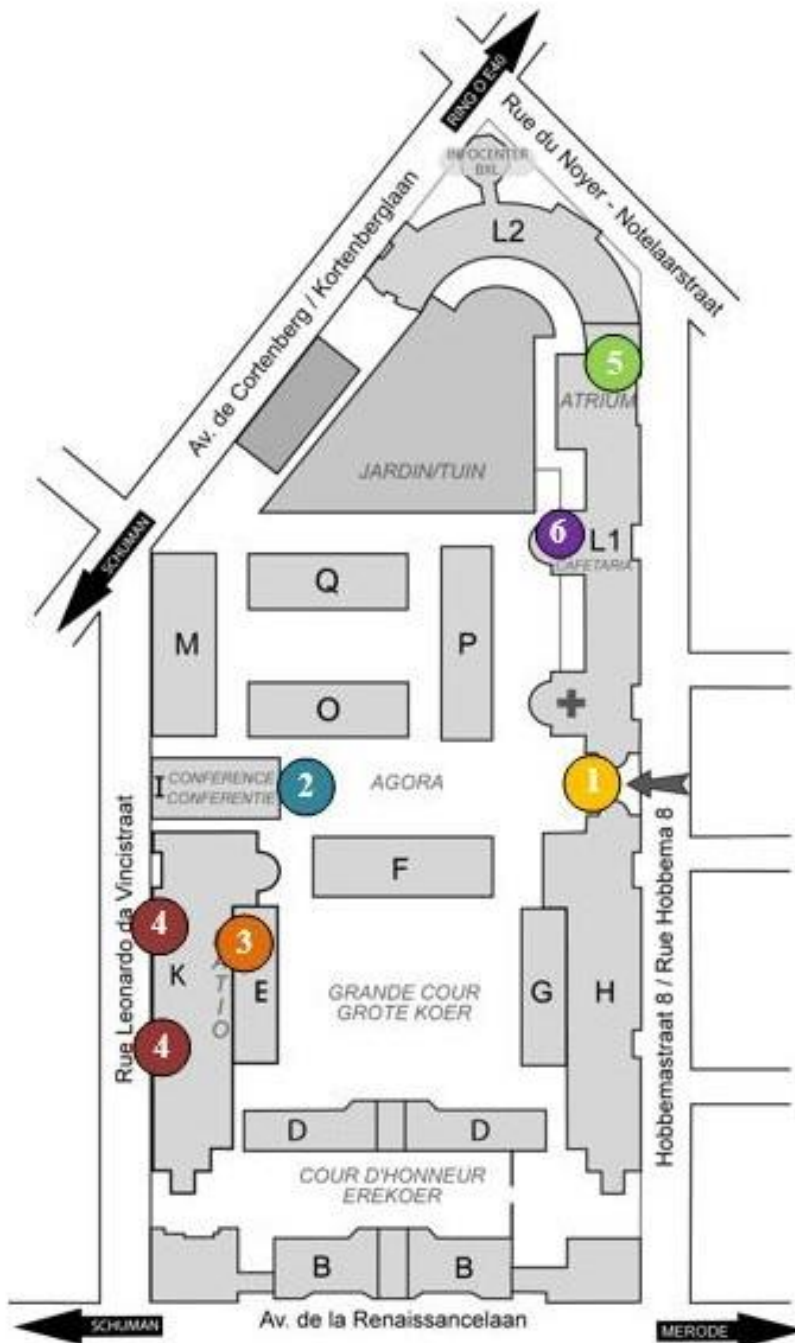 RING O E40
Rue du Noyer - Notelaarstraat
INFOCENTER
BXL
L2
Av. de Cortenberg / Kortenberglaan
5
ATRIUM
JARDIN/TUIN
SCHUMAN
6
L1
CAFETARIA
Q
M
P
O
I CONFERENCE
CONFERENTIE
2
AGORA
1
F
Rue Leonardo da Vincistraat
4
3
K
ATIO
E
GRANDE COUR
GROTE KOER
G
H
Hobbemastraat 8 / Rue Hobbema 8
4
D
D
COUR D'HONNEUR
EREKOER
B
B
SCHUMAN
Av. de la Renaissancelaan
MERODE